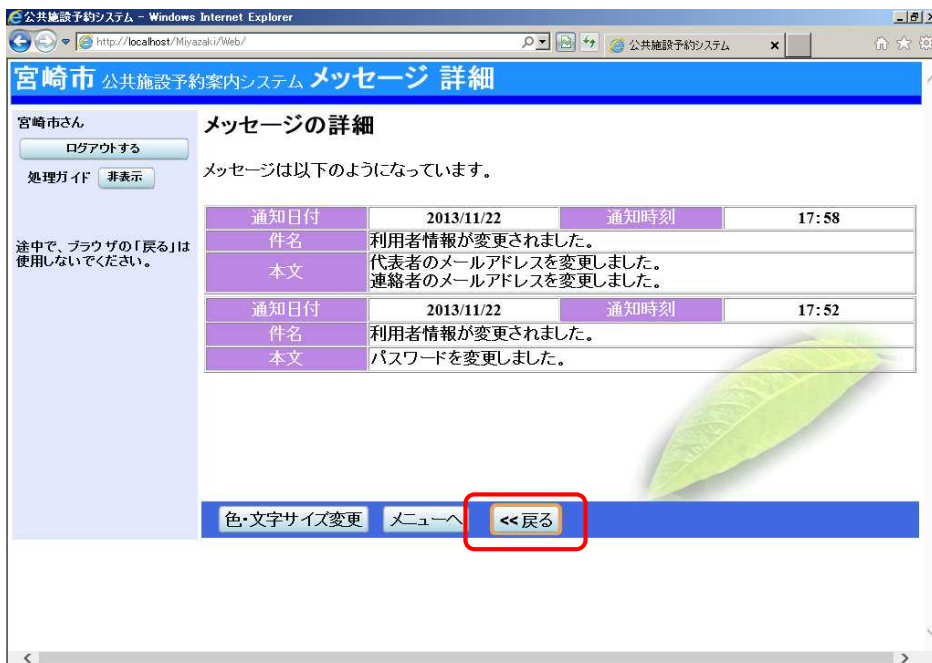 公共施設予約システム - Windows Internet Explorer
http://localhost/Miyazaki/Web/
公共施設予約システム
宮崎市 公共施設予約案内システム メッセージ 詳細
宮崎市さん
ログアウトする
処理ガイド 非表示
途中で、ブラウザの「戻る」は
使用しないでください。
メッセージの詳細
メッセージは以下のようになっています。
通知日付 2013/11/22 通知時刻 17:58
件名 利用者情報が変更されました。
本文 代表者のメールアドレスを変更しました。
連絡者のメールアドレスを変更しました。
通知日付 2013/11/22 通知時刻 17:52
件名 利用者情報が変更されました。
本文 パスワードを変更しました。
色・文字サイズ変更 メニューへ <<戻る